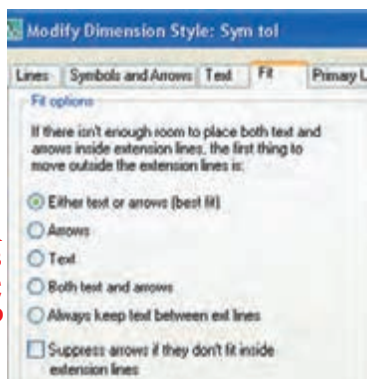 Modify Dimension Style: Sym tol
Lines Symbols and Arrows Text Fit Primary
Fit options
If there isn't enough room to place both text and
arrows inside extension lines, the first thing to
move outside the extension lines is:
Either text or arrows (best fit)
Arrows
Text
Both text and arrows
Always keep text between ext lines
Suppress arrows if they don't fit inside
extension lines